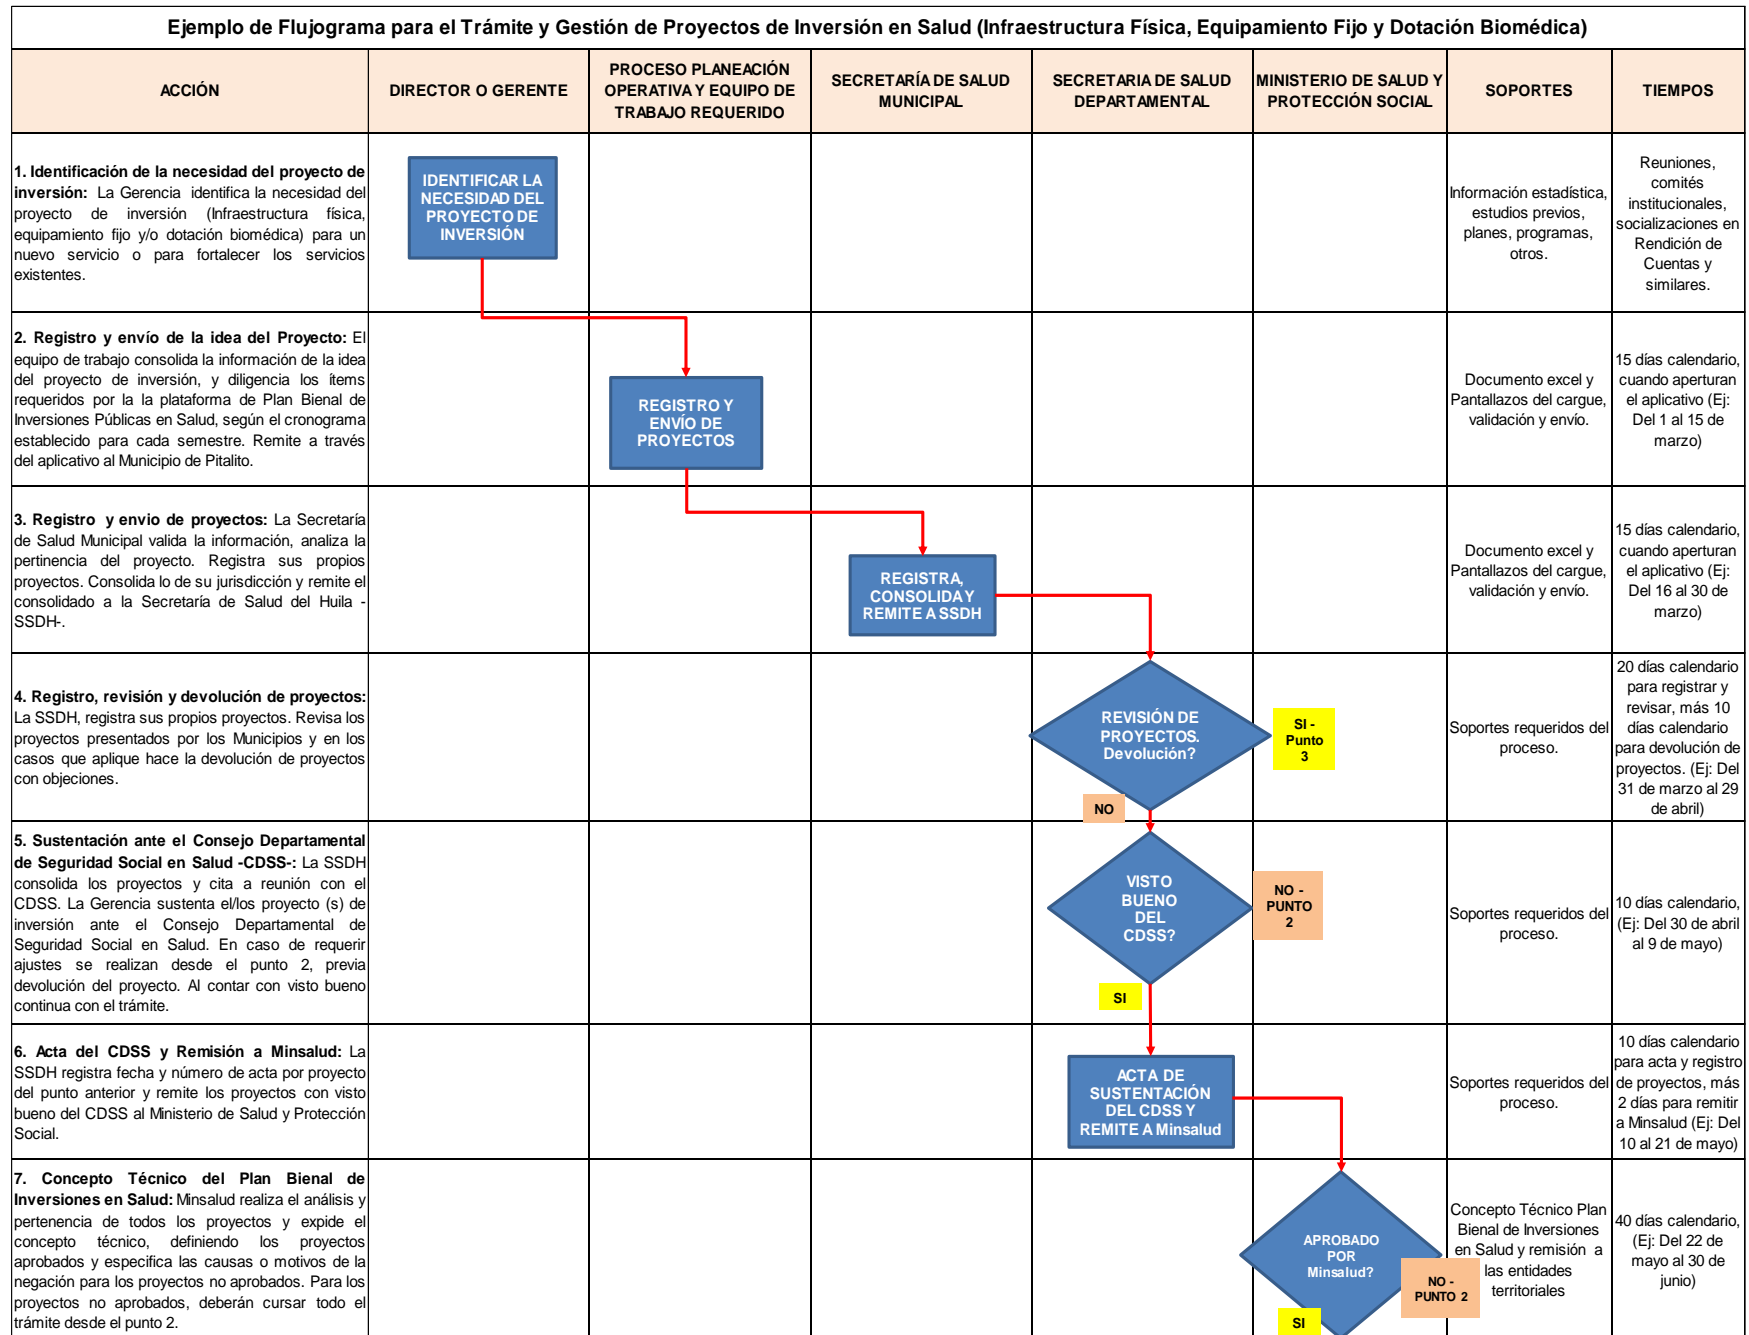 Ejemplo de Flujograma para el Trámite y Gestión de Proyectos de Inversión en Salud (Infraestructura Física, Equipamiento Fijo y Dotación Biomédica)
ACCIÓN
DIRECTOR O GERENTE
PROCESO PLANEACIÓN
OPERATIVA Y EQUIPO DE
TRABAJO REQUERIDO
SECRETARÍA DE SALUD
MUNICIPAL
SECRETARIA DE SALUD
DEPARTAMENTAL
MINISTERIO DE SALUD Y
PROTECCIÓN SOCIAL
SOPORTES
TIEMPOS
1. Identificación de la necesidad del proyecto de
inversión: La Gerencia identifica la necesidad del
proyecto de inversión (Infraestructura física,
equipamiento fijo y/o dotación biomédica) para un
nuevo servicio o para fortalecer los servicios
existentes.
IDENTIFICAR LA
NECESIDAD DEL
PROYECTO DE
INVERSIÓN
Información estadística,
estudios previos,
planes, programas,
otros.
Reuniones,
comités
institucionales,
socializaciones en
Rendición de
Cuentas y
similares.
2. Registro y envío de la idea del Proyecto: El
equipo de trabajo consolida la información de la idea
del proyecto de inversión, y diligencia los ítems
requeridos por la la plataforma de Plan Bienal de
Inversiones Públicas en Salud, según el cronograma
establecido para cada semestre. Remite a través
del aplicativo al Municipio de Pitalito.
REGISTRO Y
ENVÍO DE
PROYECTOS
Documento excel y
Pantallazos del cargue,
validación y envío.
15 días calendario,
cuando aperturan
el aplicativo (Ej:
Del 1 al 15 de
marzo)
3. Registro y envio de proyectos: La Secretaría
de Salud Municipal valida la información, analiza la
pertinencia del proyecto. Registra sus propios
proyectos. Consolida lo de su jurisdicción y remite el
consolidado a la Secretaría de Salud del Huila -
SSDH-.
REGISTRA,
CONSOLIDA Y
REMITE A SSDH
Documento excel y
Pantallazos del cargue,
validación y envío.
15 días calendario,
cuando aperturan
el aplicativo (Ej:
Del 16 al 30 de
marzo)
4. Registro, revisión y devolución de proyectos:
La SSDH, registra sus propios proyectos. Revisa los
proyectos presentados por los Municipios y en los
casos que aplique hace la devolución de proyectos
con objeciones.
REVISIÓN DE
PROYECTOS.
Devolución?
SI -
Punto
3
NO
Soportes requeridos del
proceso.
20 días calendario
para registrar y
revisar, más 10
días calendario
para devolución de
proyectos. (Ej: Del
31 de marzo al 29
de abril)
5. Sustentación ante el Consejo Departamental
de Seguridad Social en Salud -CDSS-: La SSDH
consolida los proyectos y cita a reunión con el
CDSS. La Gerencia sustenta el/los proyecto (s) de
inversión ante el Consejo Departamental de
Seguridad Social en Salud. En caso de requerir
ajustes se realizan desde el punto 2, previa
devolución del proyecto. Al contar con visto bueno
continua con el trámite.
VISTO
BUENO
DEL
CDSS?
NO -
PUNTO
2
SI
Soportes requeridos del
proceso.
10 días calendario,
(Ej: Del 30 de abril
al 9 de mayo)
6. Acta del CDSS y Remisión a Minsalud: La
SSDH registra fecha y número de acta por proyecto
del punto anterior y remite los proyectos con visto
bueno del CDSS al Ministerio de Salud y Protección
Social.
ACTA DE
SUSTENTACIÓN
DEL CDSS Y
REMITE A Minsalud
Soportes requeridos del
proceso.
10 días calendario
para acta y registro
de proyectos, más
2 días para remitir
a Minsalud (Ej: Del
10 al 21 de mayo)
7. Concepto Técnico del Plan Bienal de
Inversiones en Salud: Minsalud realiza el análisis y
pertenencia de todos los proyectos y expide el
concepto técnico, definiendo los proyectos
aprobados y especifica las causas o motivos de la
negación para los proyectos no aprobados. Para los
proyectos no aprobados, deberán cursar todo el
trámite desde el punto 2.
APROBADO
POR
Minsalud?
NO -
PUNTO 2
SI
Concepto Técnico Plan
Bienal de Inversiones
en Salud y remisión a
las entidades
territoriales
40 días calendario,
(Ej: Del 22 de
mayo al 30 de
junio)